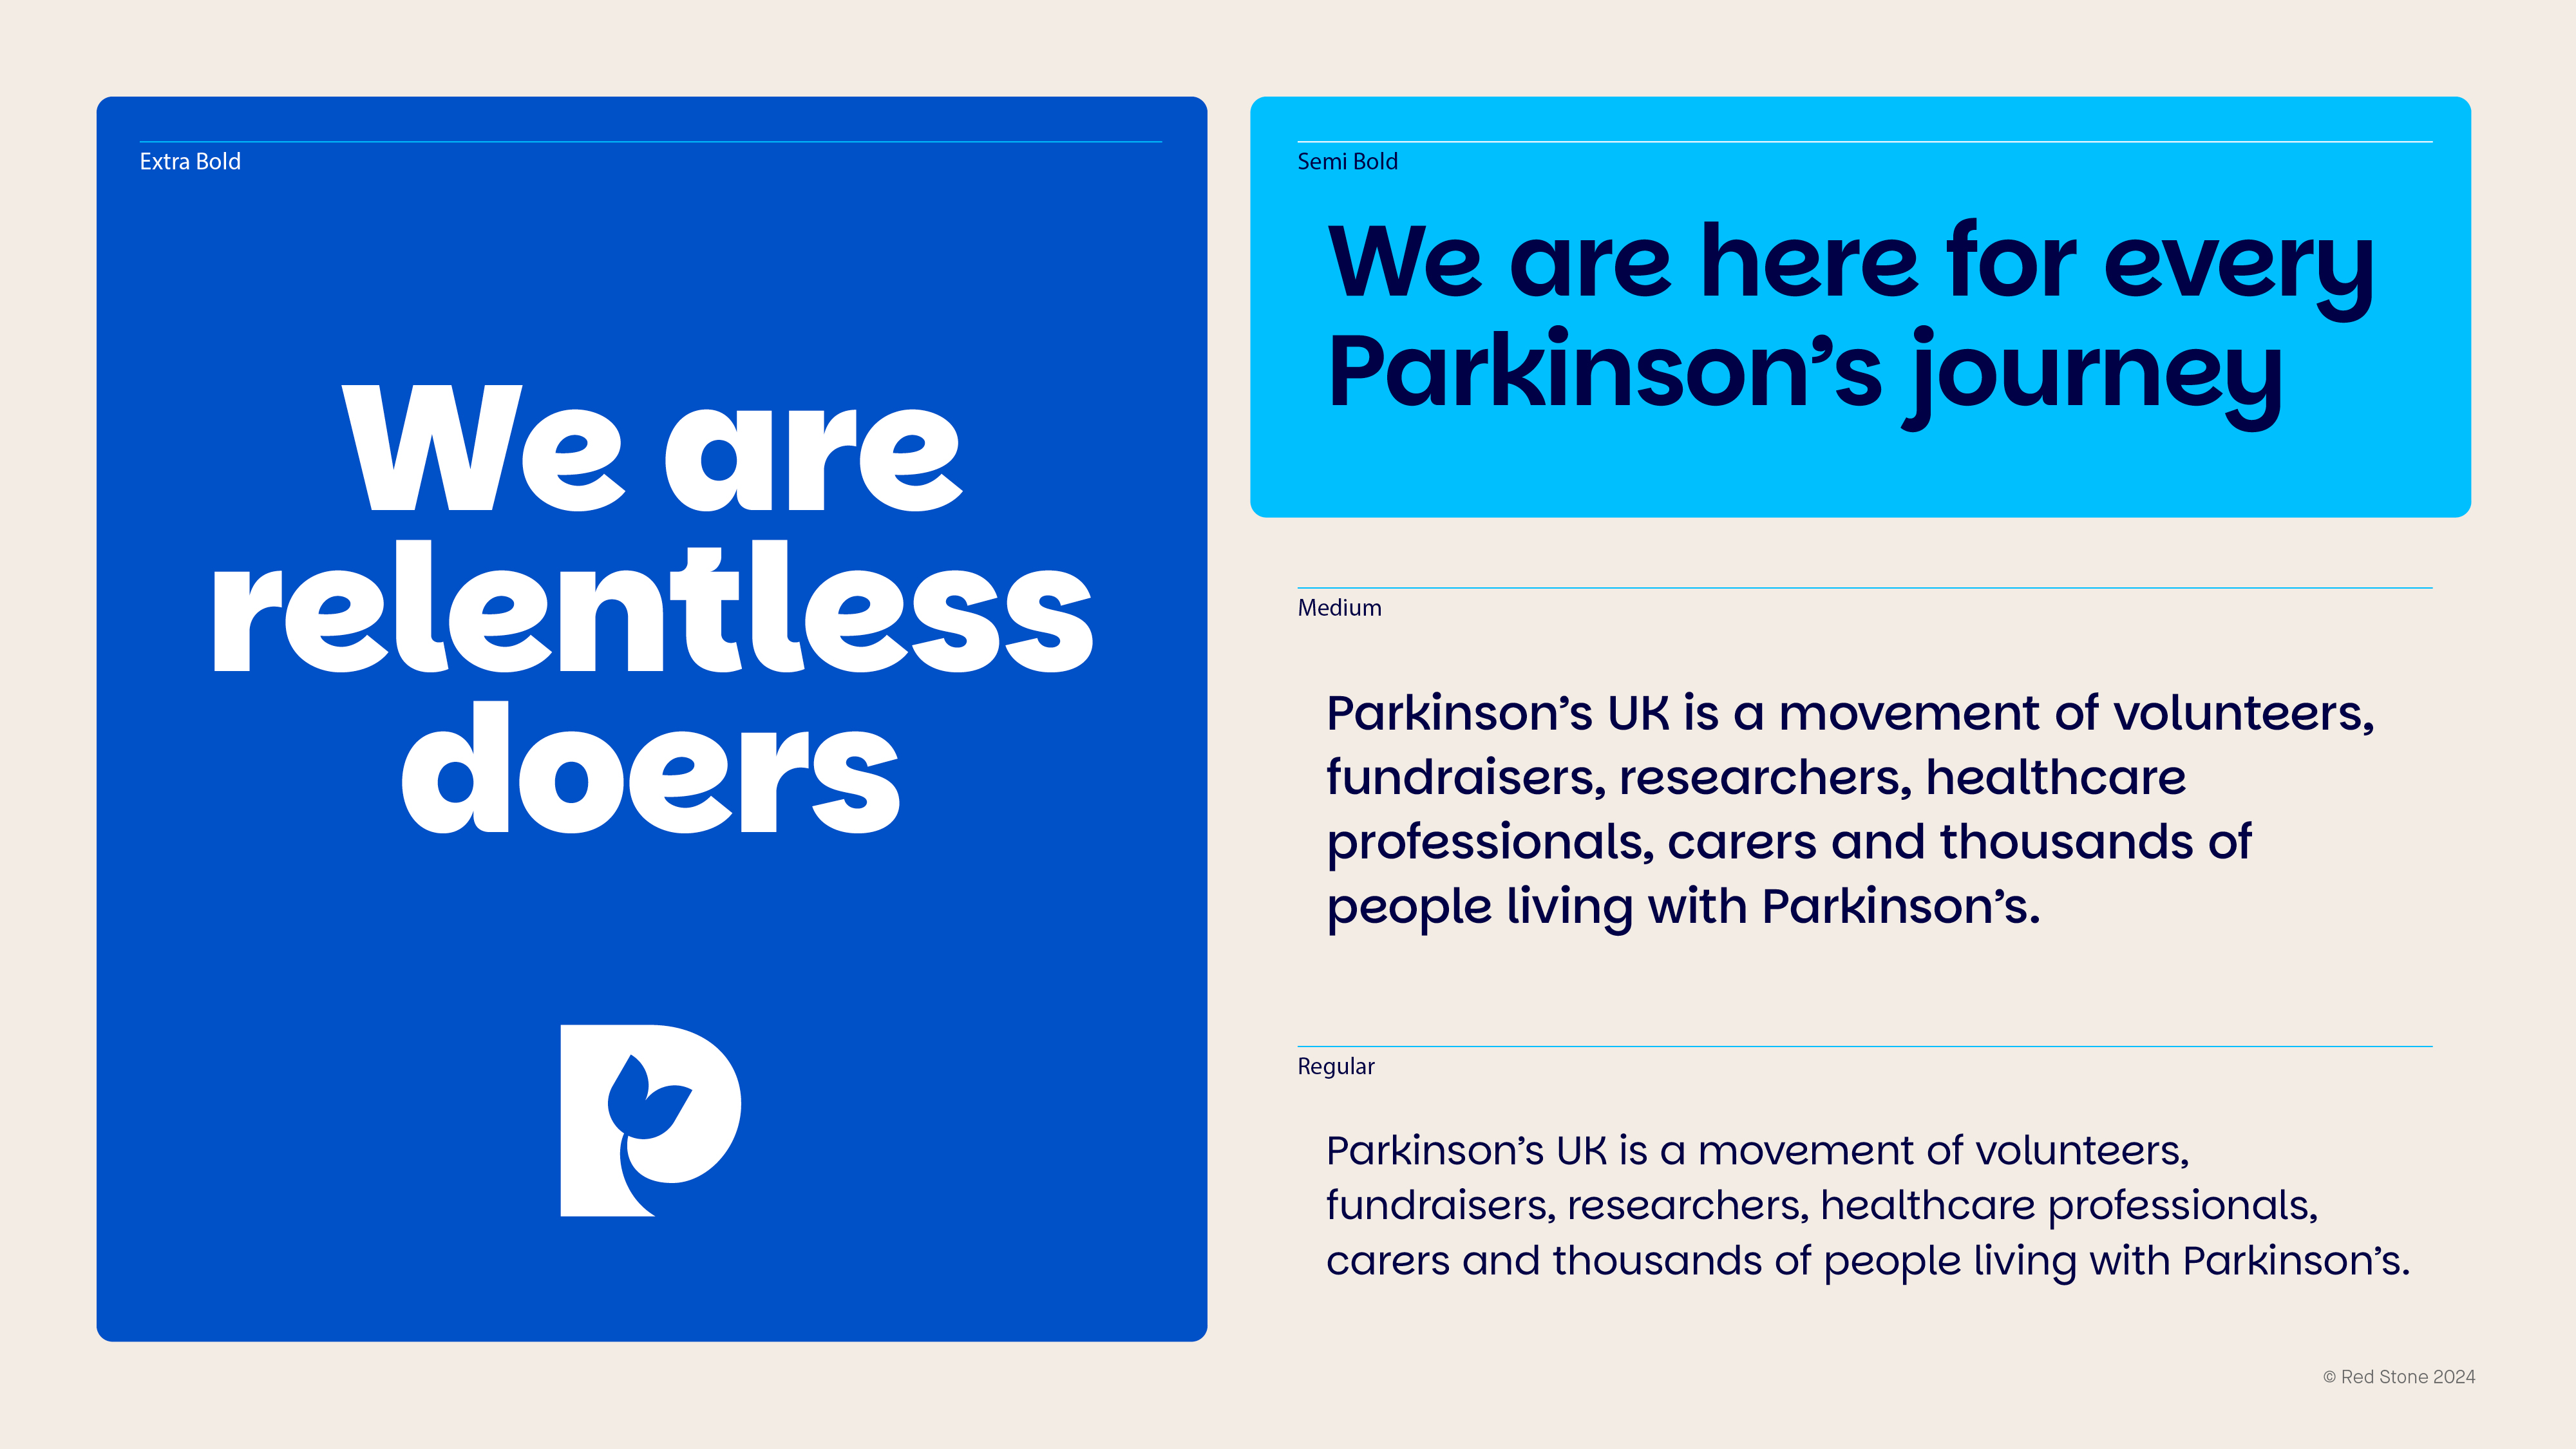 Extra Bold
We are
relentless
doers
P
Semi Bold
We are here for every
Parkinson’s journey
Medium
Parkinson’s UK is a movement of volunteers,
fundraisers, researchers, healthcare
professionals, carers and thousands of
people living with Parkinson’s.
Regular
Parkinson’s UK is a movement of volunteers,
fundraisers, researchers, healthcare professionals,
carers and thousands of people living with Parkinson’s.
© Red Stone 2024